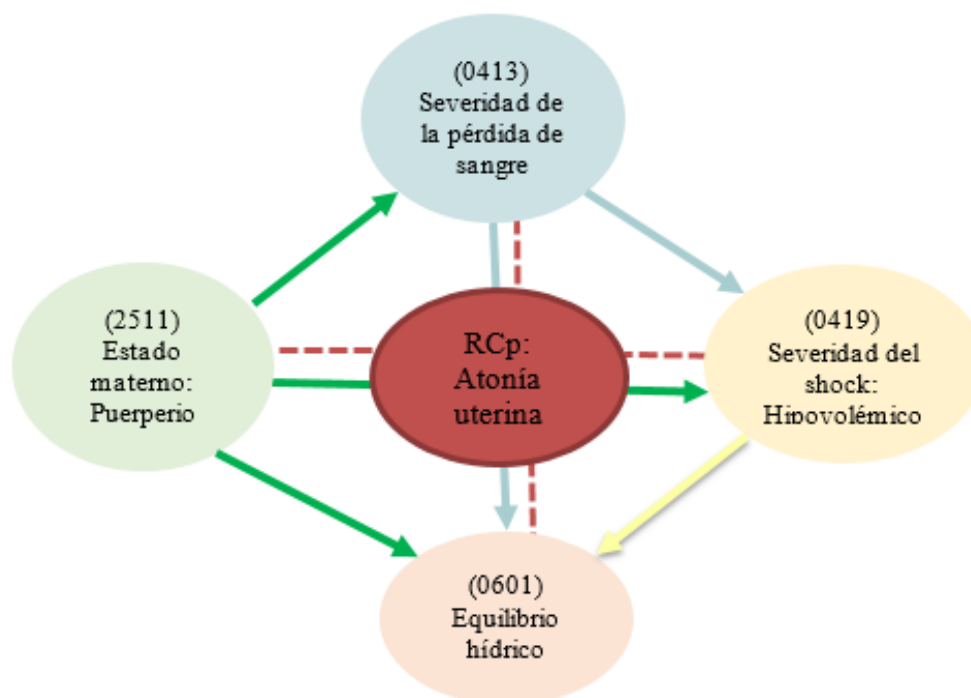 (0413)
Severidad de
la pérdida de
sangre
(2511)
Estado
materno:
Puerperio
RCp:
Atonía
uterina
(0419)
Severidad del
shock:
Hipovolémico
(0601)
Equilibrio
hídrico